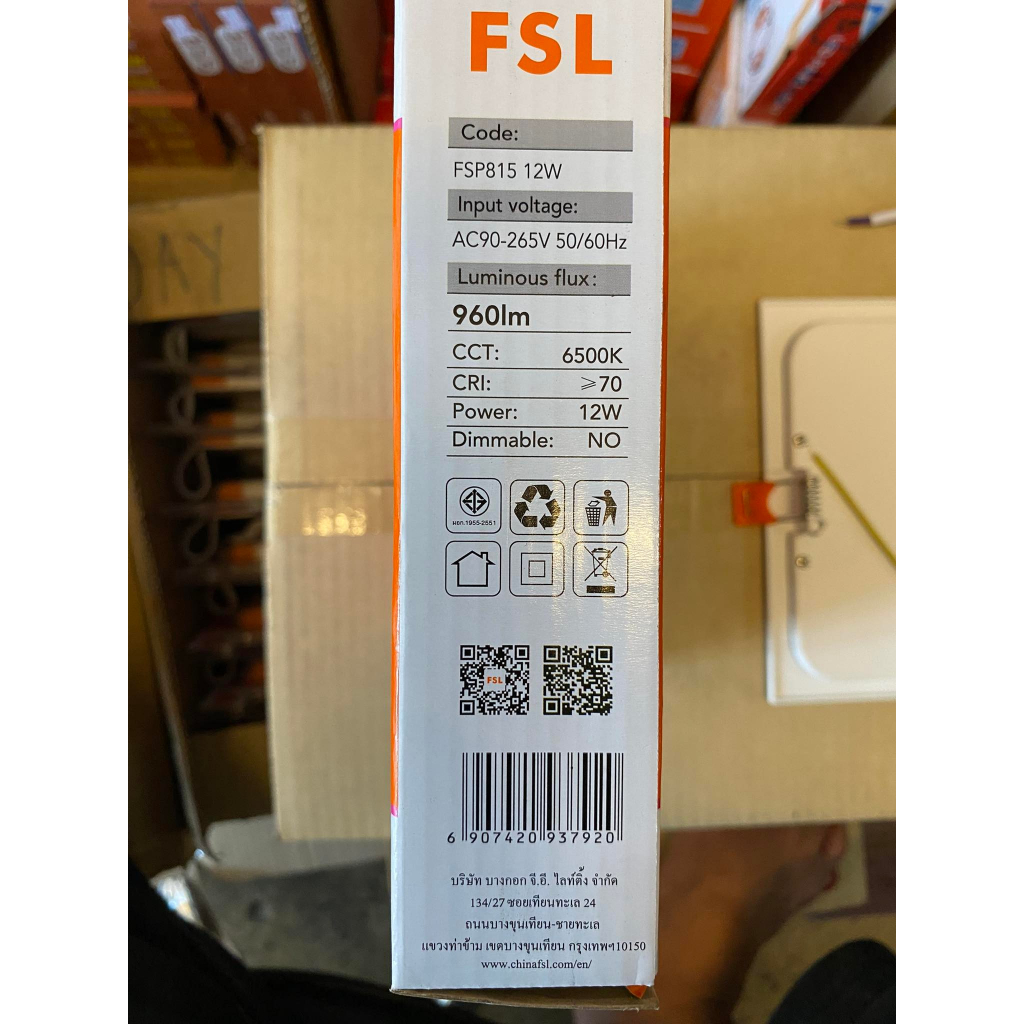 FSL
Code:
FSP815 12W
Input voltage:
AC90-265V 50/60Hz
Luminous flux:
960lm
CCT: 6500K
CRI: ≥70
Power: 12W
Dimmable: NO
มอก.1955-2551
FSL
6 907420 937920
บริษัท บางกอก จี.อี. ไลท์ติ้ง จำกัด
134/27 ซอยเทียนทะเล 24
ถนนบางขุนเทียน-ชายทะเล
แขวงท่าข้าม เขตบางขุนเทียน กรุงเทพฯ10150
www.chinafsl.com/en/
DAY